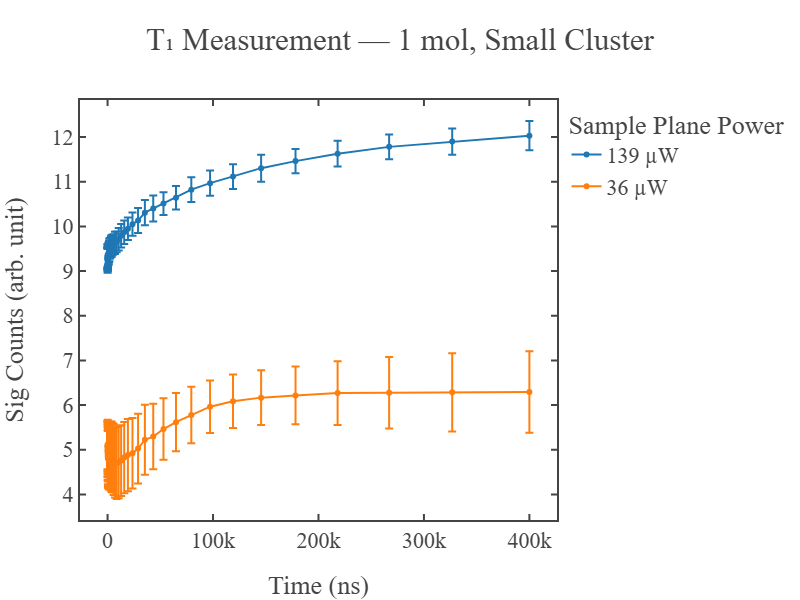 T₁ Measurement — 1 mol, Small Cluster
Sample Plane Power
139 µW
36 µW
12
11
10
9
8
7
6
5
4
Sig Counts (arb. unit)
0
100k
200k
300k
400k
Time (ns)